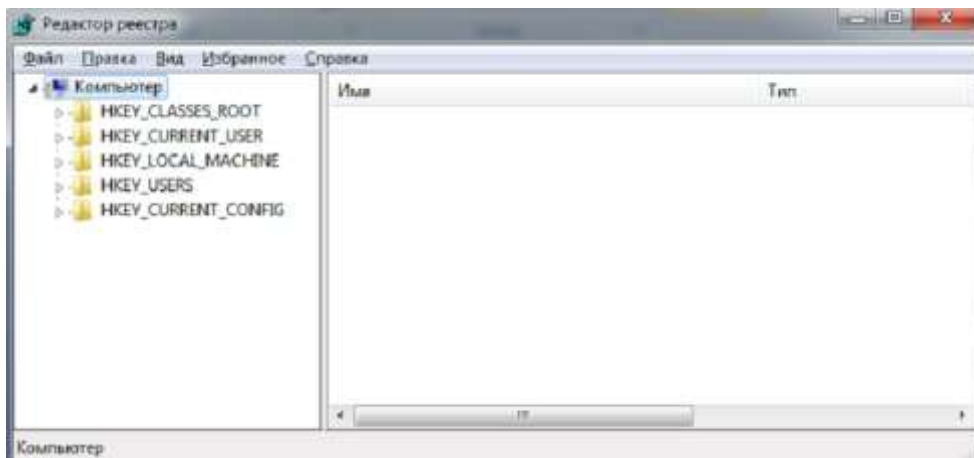 Редактор реестра
Файл Правка Вид Избранное Справка
Компьютер
HKEY_CLASSES_ROOT
HKEY_CURRENT_USER
HKEY_LOCAL_MACHINE
HKEY_USERS
HKEY_CURRENT_CONFIG
Имя Тип
Компьютер